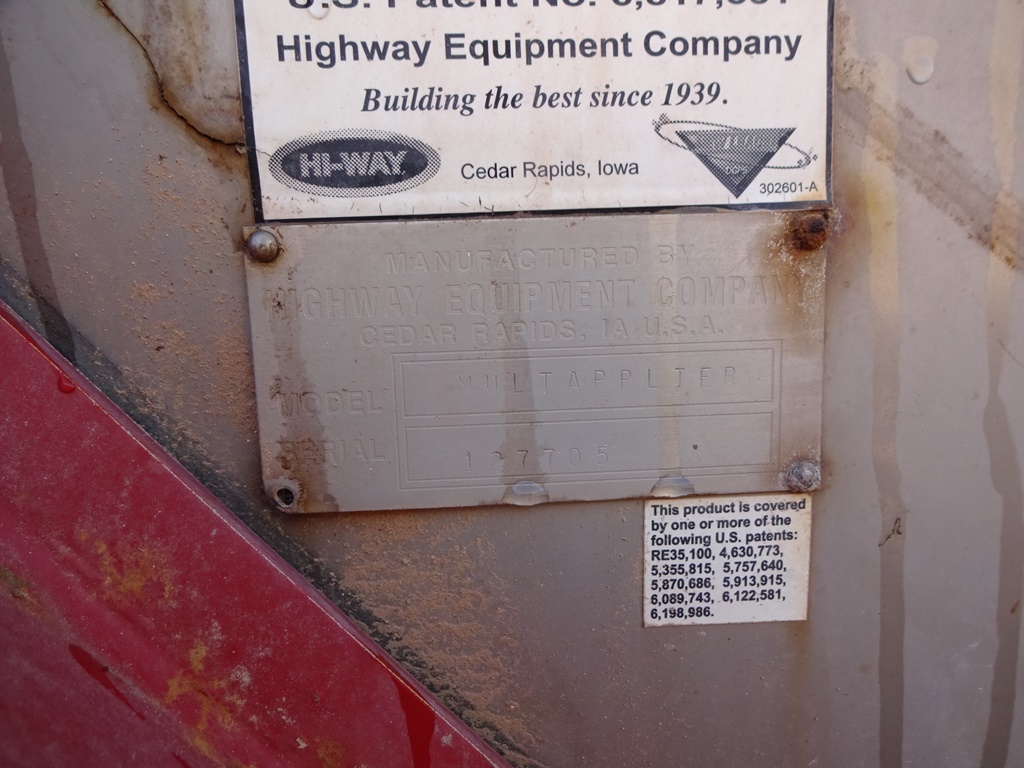 Highway Equipment Company
Building the best since 1939.
HI-WAY
Cedar Rapids, Iowa
DGPS
302601-A
MANUFACTURED BY
HIGHWAY EQUIPMENT COMPANY
CEDAR RAPIDS, IA U.S.A.
MODEL MULTAPPLIER
SERIAL 127705
This product is covered
by one or more of the
following U.S. patents:
RE35,100, 4,630,773,
5,355,815, 5,757,640,
5,870,686, 5,913,915,
6,089,743, 6,122,581,
6,198,986.